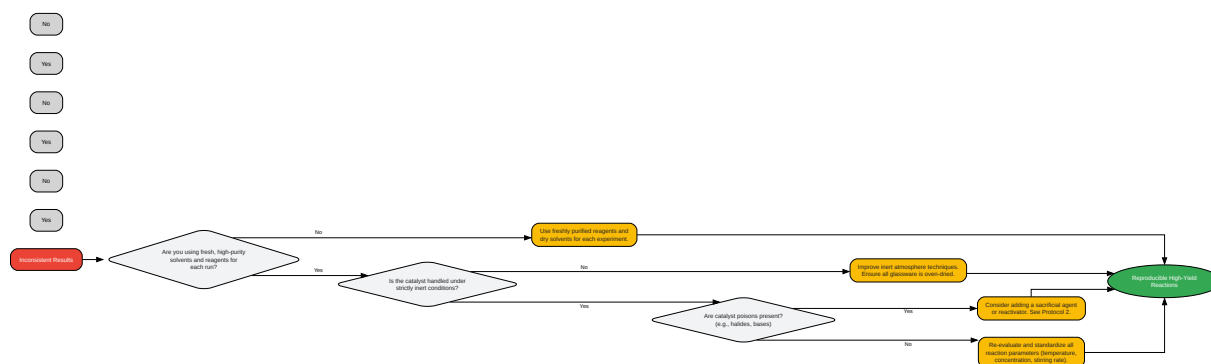 No
Yes
No
Yes
No
Yes
Inconsistent Results
Are you using fresh, high-purity
solvents and reagents for
each run?
No
Yes
Use freshly purified reagents and
dry solvents for each experiment.
Is the catalyst handled under
strictly inert conditions?
No
Yes
Improve inert atmosphere techniques.
Ensure all glassware is oven-dried.
Are catalyst poisons present?
(e.g., halides, bases)
Yes
No
Consider adding a sacrificial agent
or reactivator. See Protocol 2.
Re-evaluate and standardize all
reaction parameters (temperature,
concentration, stirring rate).
Reproducible High-Yield
Reactions